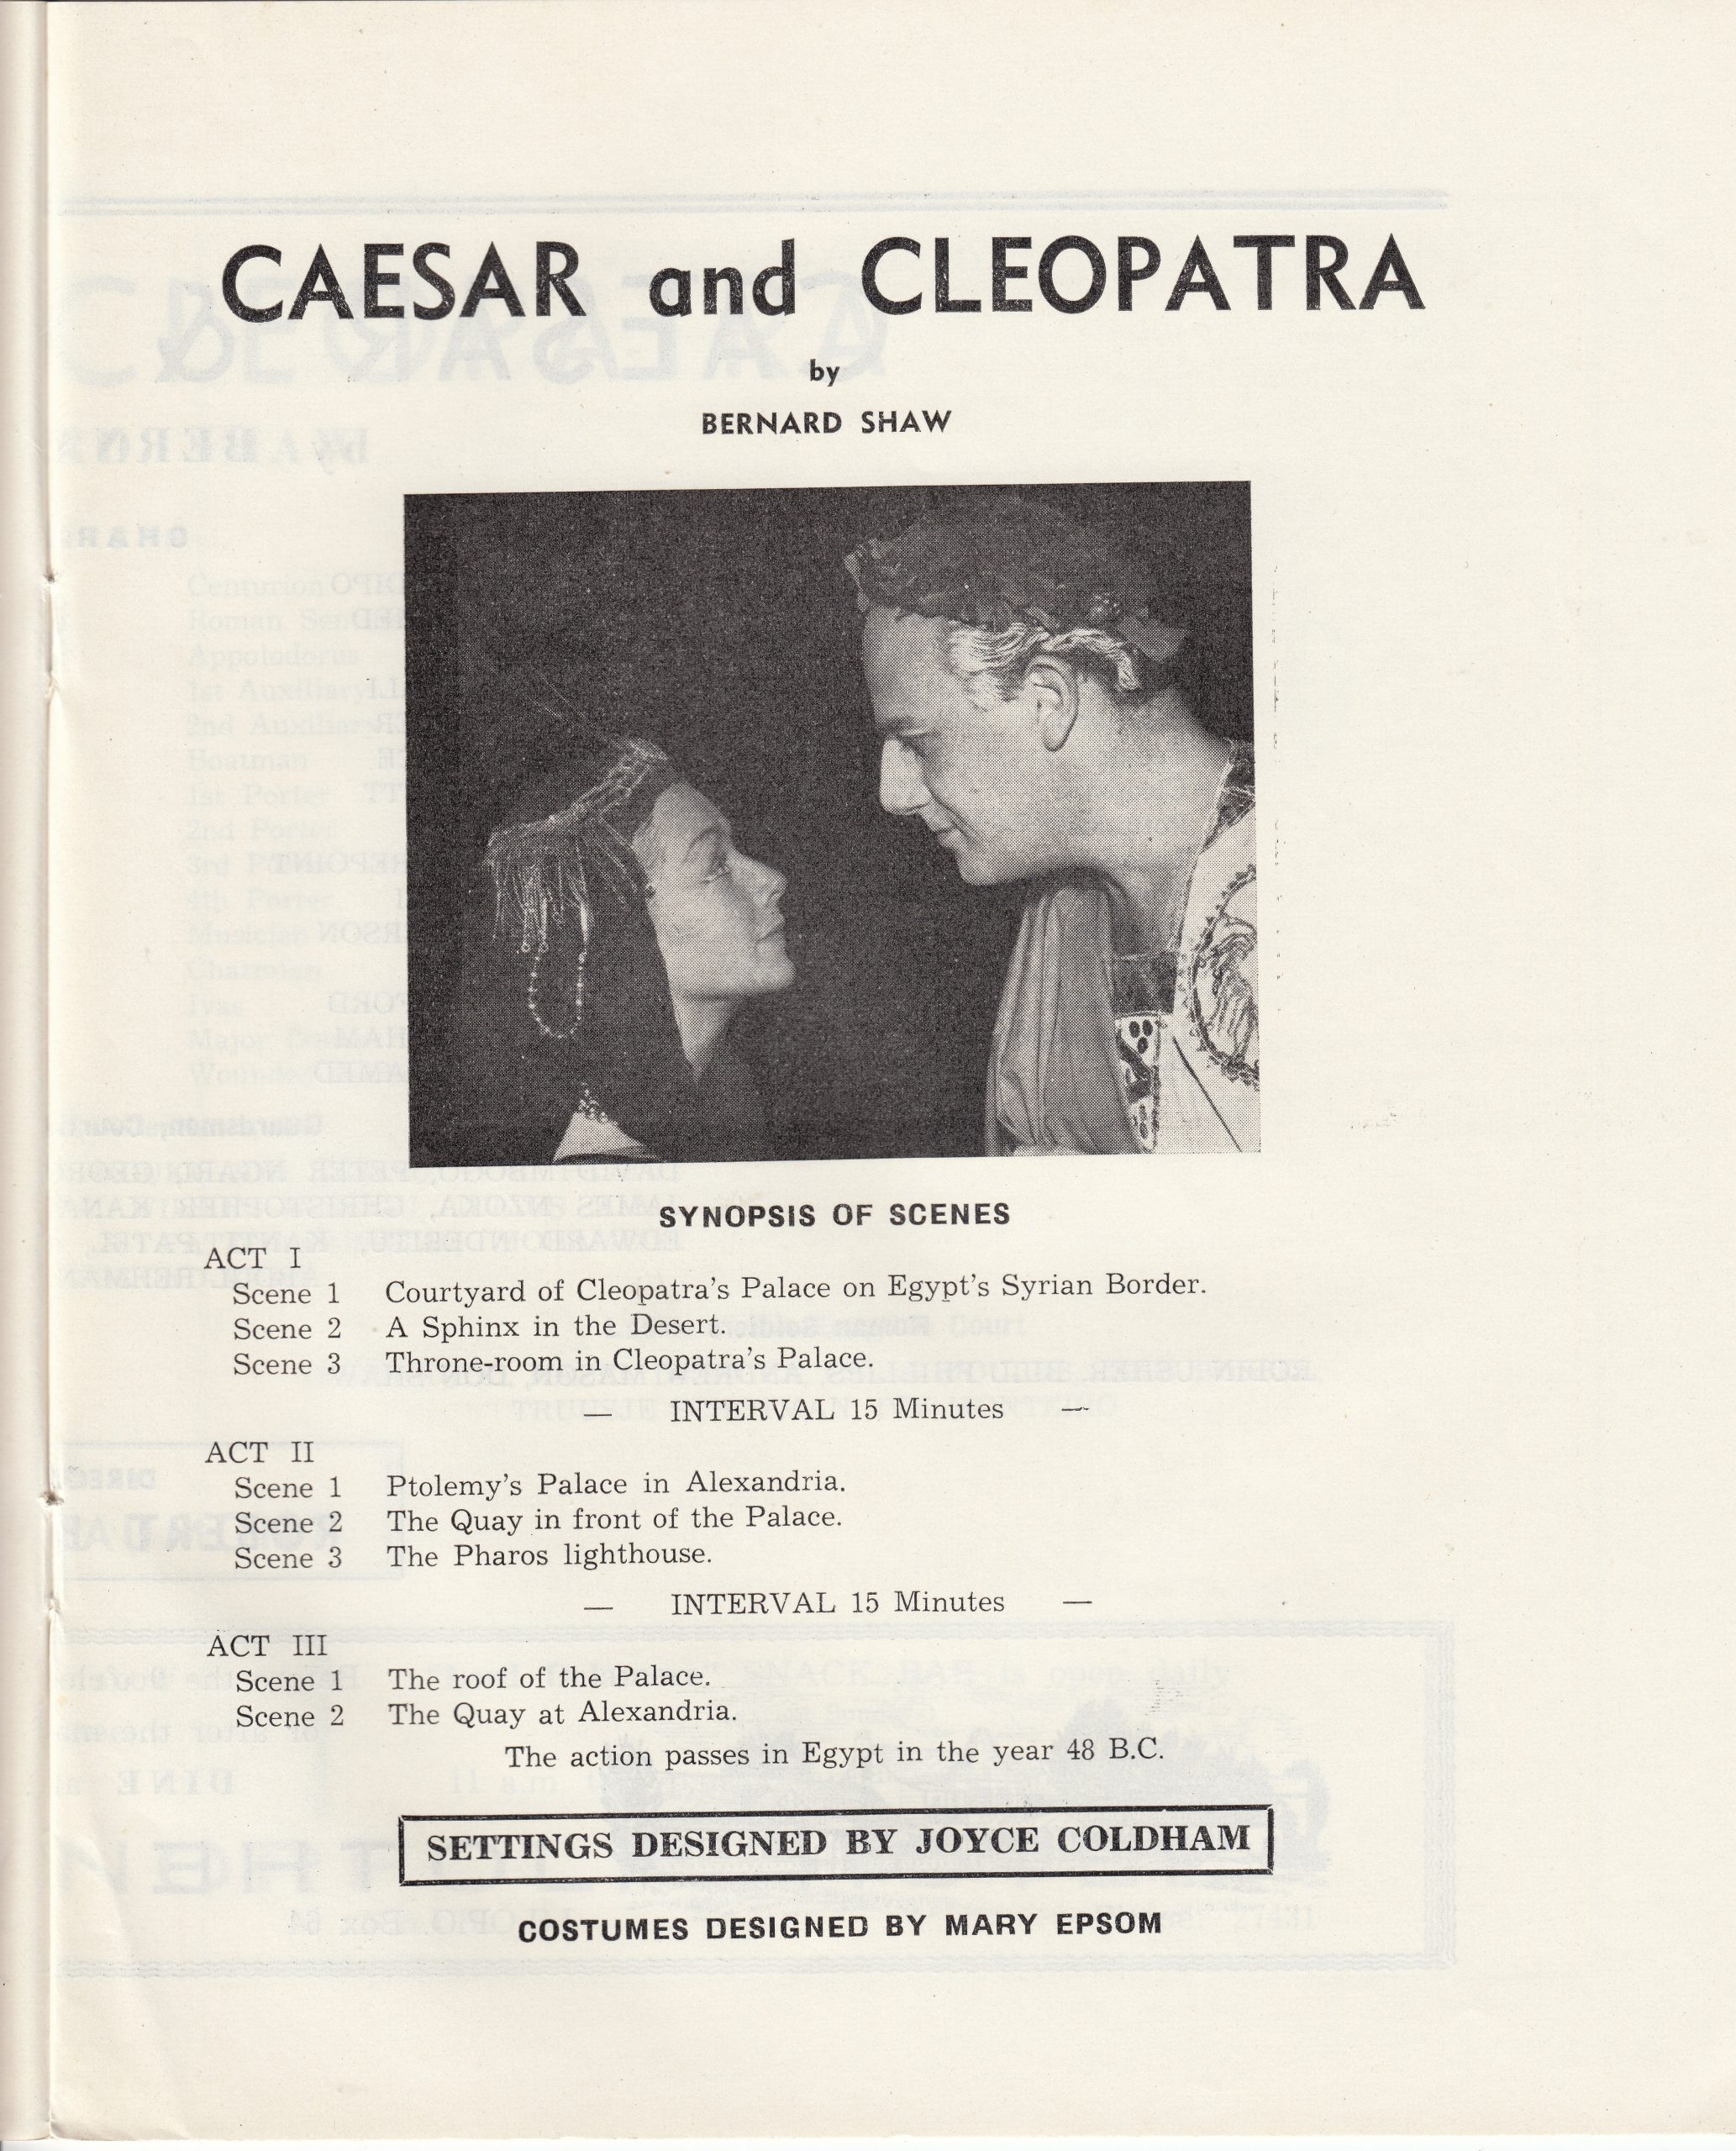 CAESAR and CLEOPATRA
by
BERNARD SHAW
SYNOPSIS OF SCENES
ACT I
Scene 1 Courtyard of Cleopatra's Palace on Egypt's Syrian Border.
Scene 2 A Sphinx in the Desert.
Scene 3 Throne-room in Cleopatra's Palace.
— INTERVAL 15 Minutes —
ACT II
Scene 1 Ptolemy's Palace in Alexandria.
Scene 2 The Quay in front of the Palace.
Scene 3 The Pharos lighthouse.
— INTERVAL 15 Minutes —
ACT III
Scene 1 The roof of the Palace.
Scene 2 The Quay at Alexandria.
The action passes in Egypt in the year 48 B.C.
SETTINGS DESIGNED BY JOYCE COLDHAM
COSTUMES DESIGNED BY MARY EPSOM